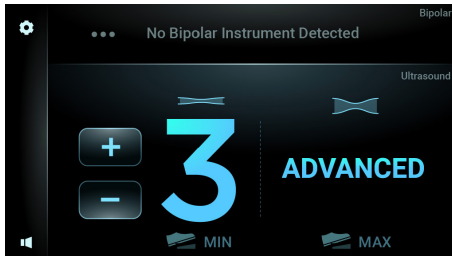 Bipolar
No Bipolar Instrument Detected
Ultrasound
+
3
ADVANCED
−
MIN
MAX